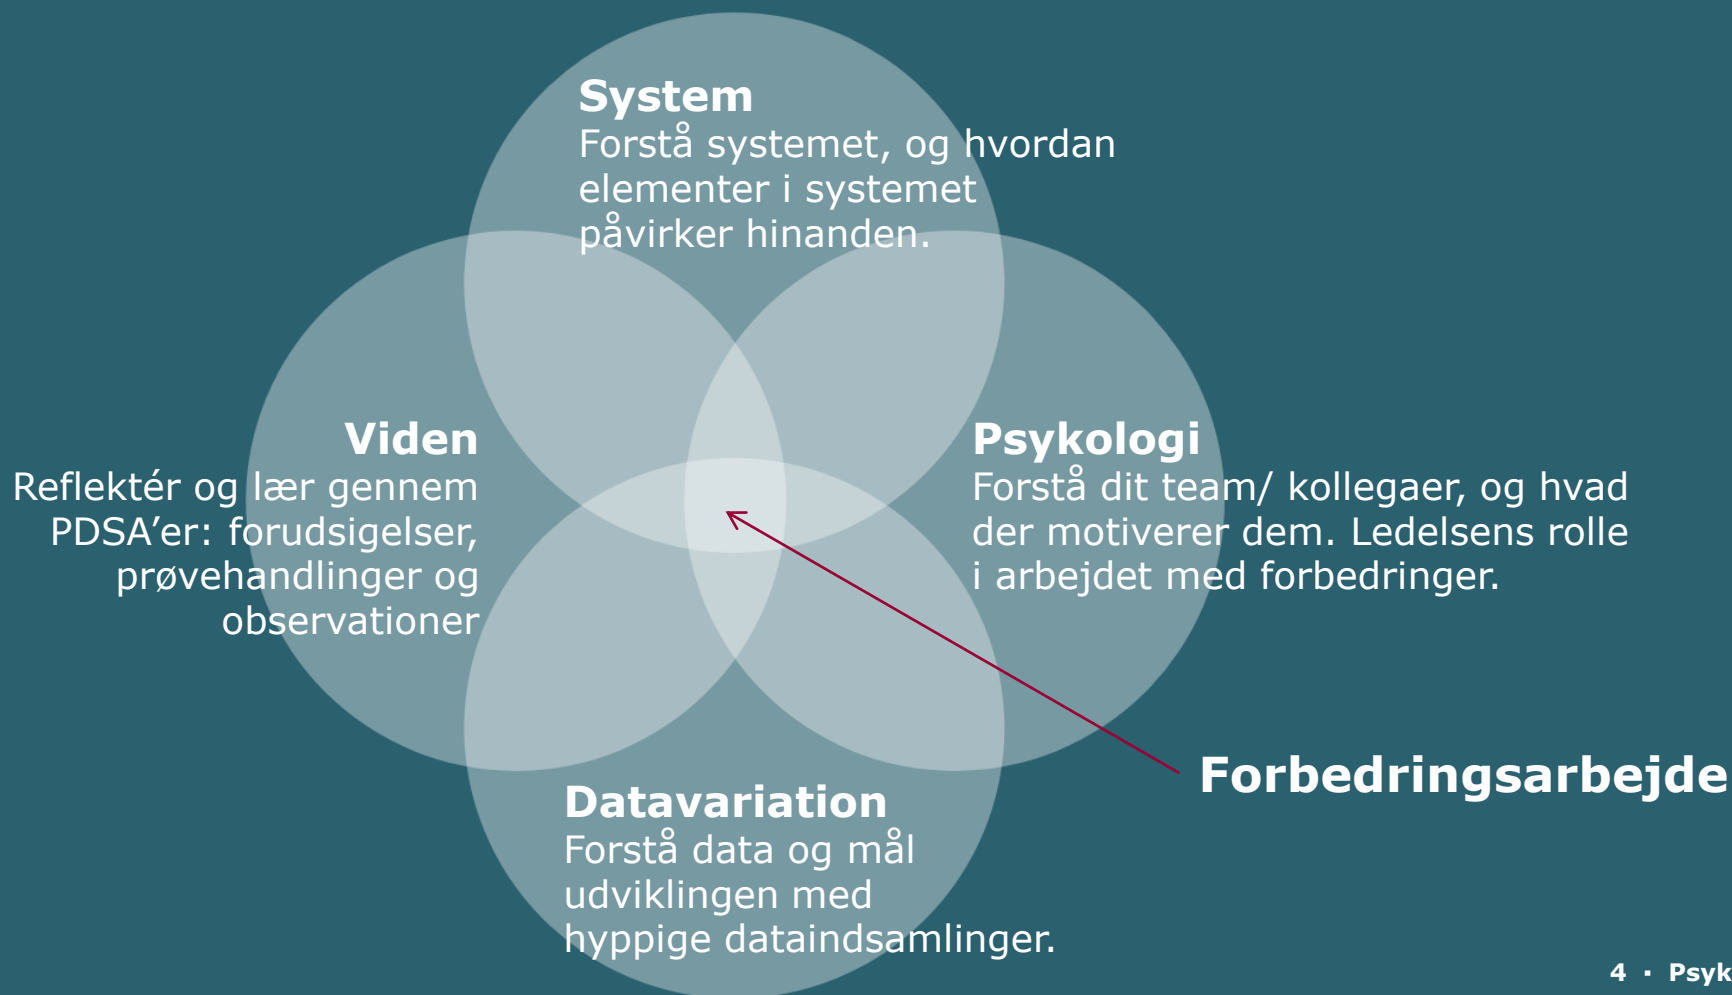 System
Forstå systemet, og hvordan
elementer i systemet
påvirker hinanden.
Viden
Reflektér og lær gennem
PDSA’er: forudsigelser,
prøvehandlinger og
observationer
Psykologi
Forstå dit team/ kollegaer, og hvad
der motiverer dem. Ledelsens rolle
i arbejdet med forbedringer.
Forbedringsarbejde
Datavariation
Forstå data og mål
udviklingen med
hyppige dataindsamlinger.
4 · Psyk